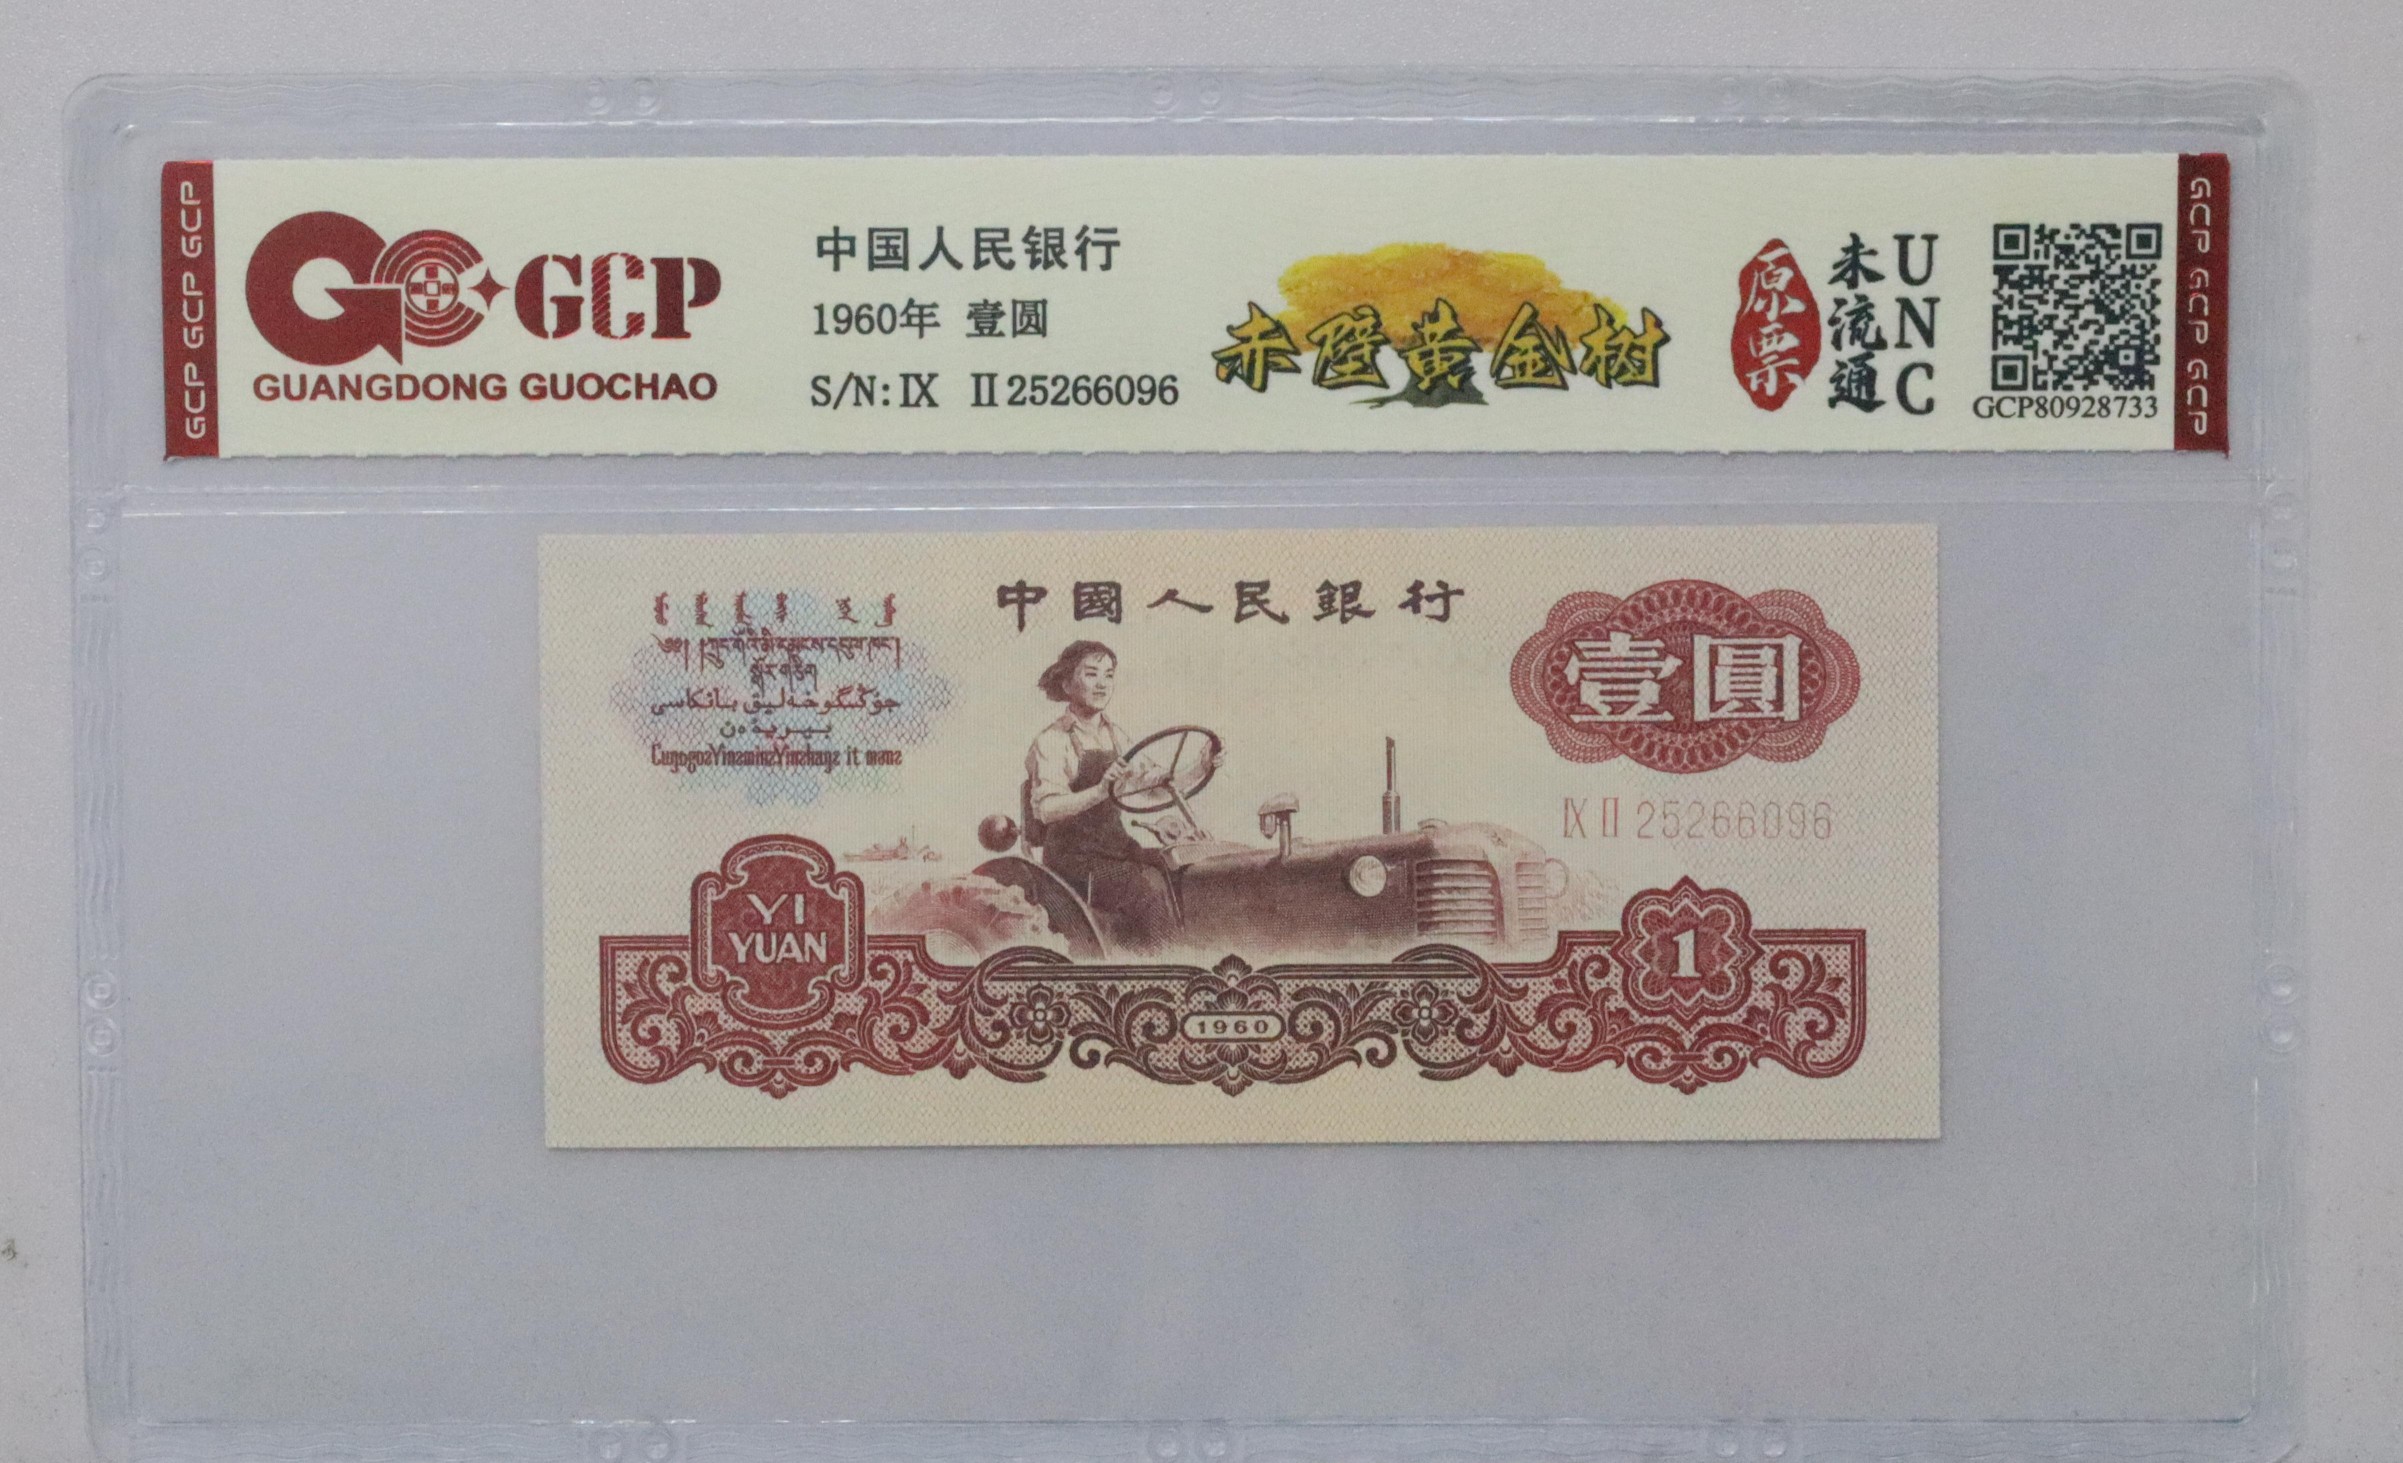 GCP GCP GCP
GCP
GUANGDONG GUOCHAO
中国人民银行
1960年 壹圆
S/N: IX II 25266096
赤壁黄金树
原票
未流通
UNC
GCP80928733
GCP GCP GCP
中國人民銀行
壹圓
IX II 25266096
YI
YUAN
1960
1